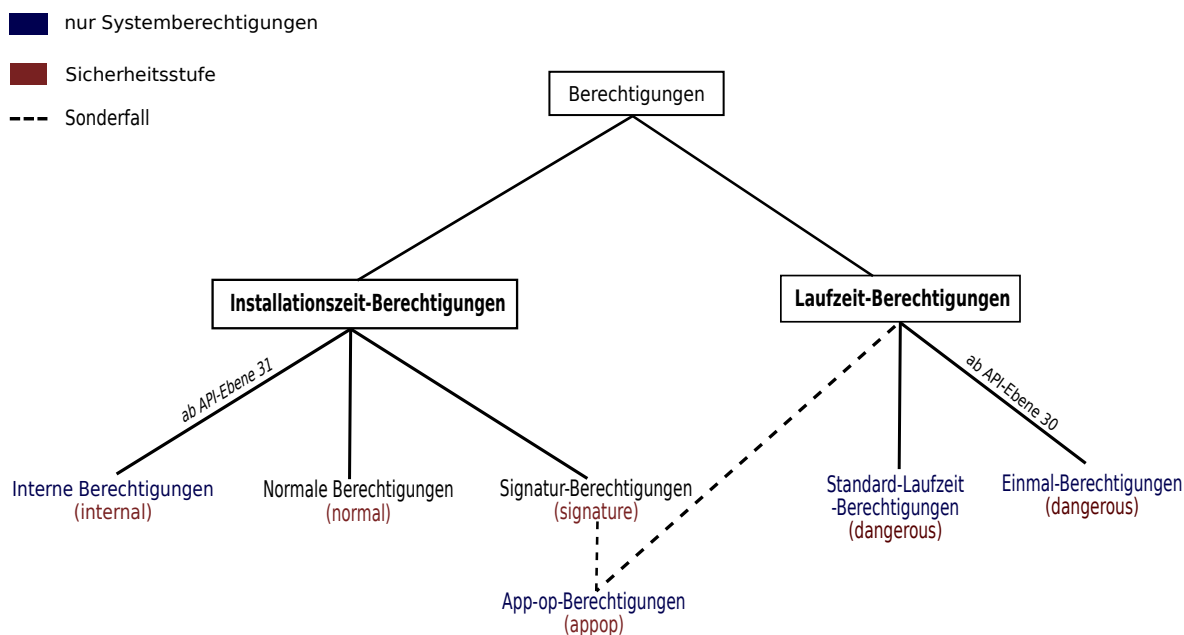 nur Systemberechtigungen
Sicherheitsstufe
Sonderfall
Berechtigungen
Installationszeit-Berechtigungen
Laufzeit-Berechtigungen
ab API-Ebene 31
ab API-Ebene 30
Interne Berechtigungen
(internal)
Normale Berechtigungen
(normal)
Signatur-Berechtigungen
(signature)
Standard-Laufzeit
-Berechtigungen
(dangerous)
Einmal-Berechtigungen
(dangerous)
App-op-Berechtigungen
(appop)